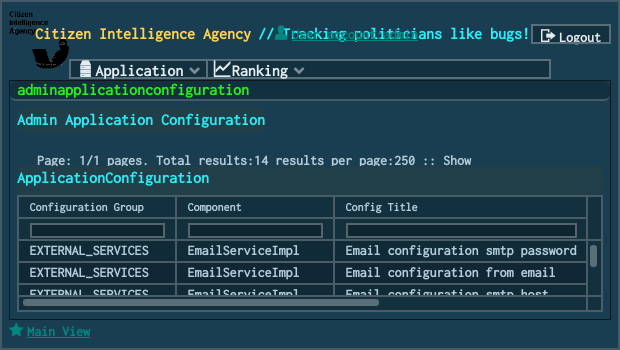 Citizen
Intelligence
Agency
Citizen Intelligence Agency // Tracking politicians like bugs!
Logout
Application
Ranking
adminapplicationconfiguration
Admin Application Configuration
Page: 1/1 pages. Total results:14 results per page:250 :: Show
ApplicationConfiguration
Configuration Group Component Config Title
EXTERNAL_SERVICES EmailServiceImpl Email configuration smtp password
EXTERNAL_SERVICES EmailServiceImpl Email configuration from email
EXTERNAL_SERVICES EmailServiceImpl Email configuration smtp host
Main View